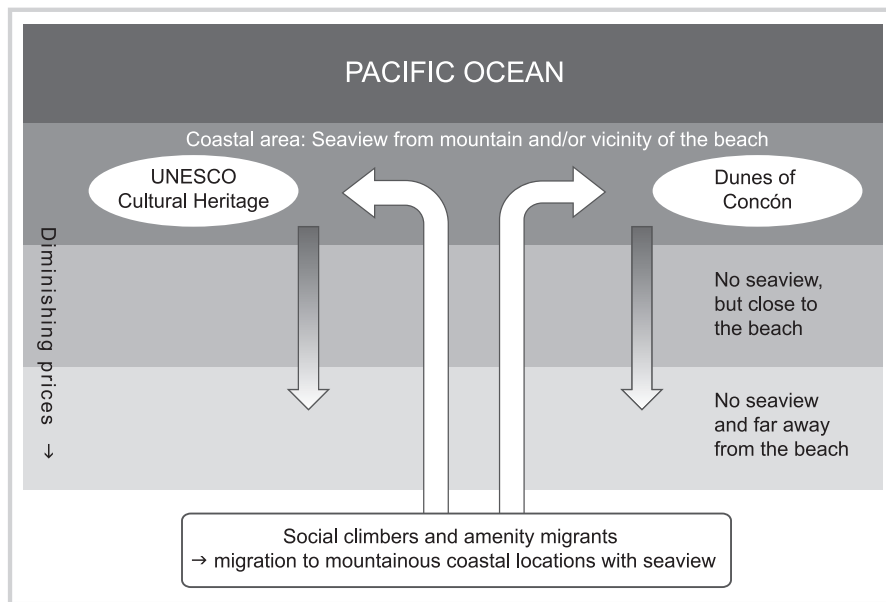 PACIFIC OCEAN
Coastal area: Seaview from mountain and/or vicinity of the beach
UNESCO
Cultural Heritage
Dunes of
Concón
Diminishing prices →
No seaview,
but close to
the beach
No seaview
and far away
from the beach
Social climbers and amenity migrants
→ migration to mountainous coastal locations with seaview